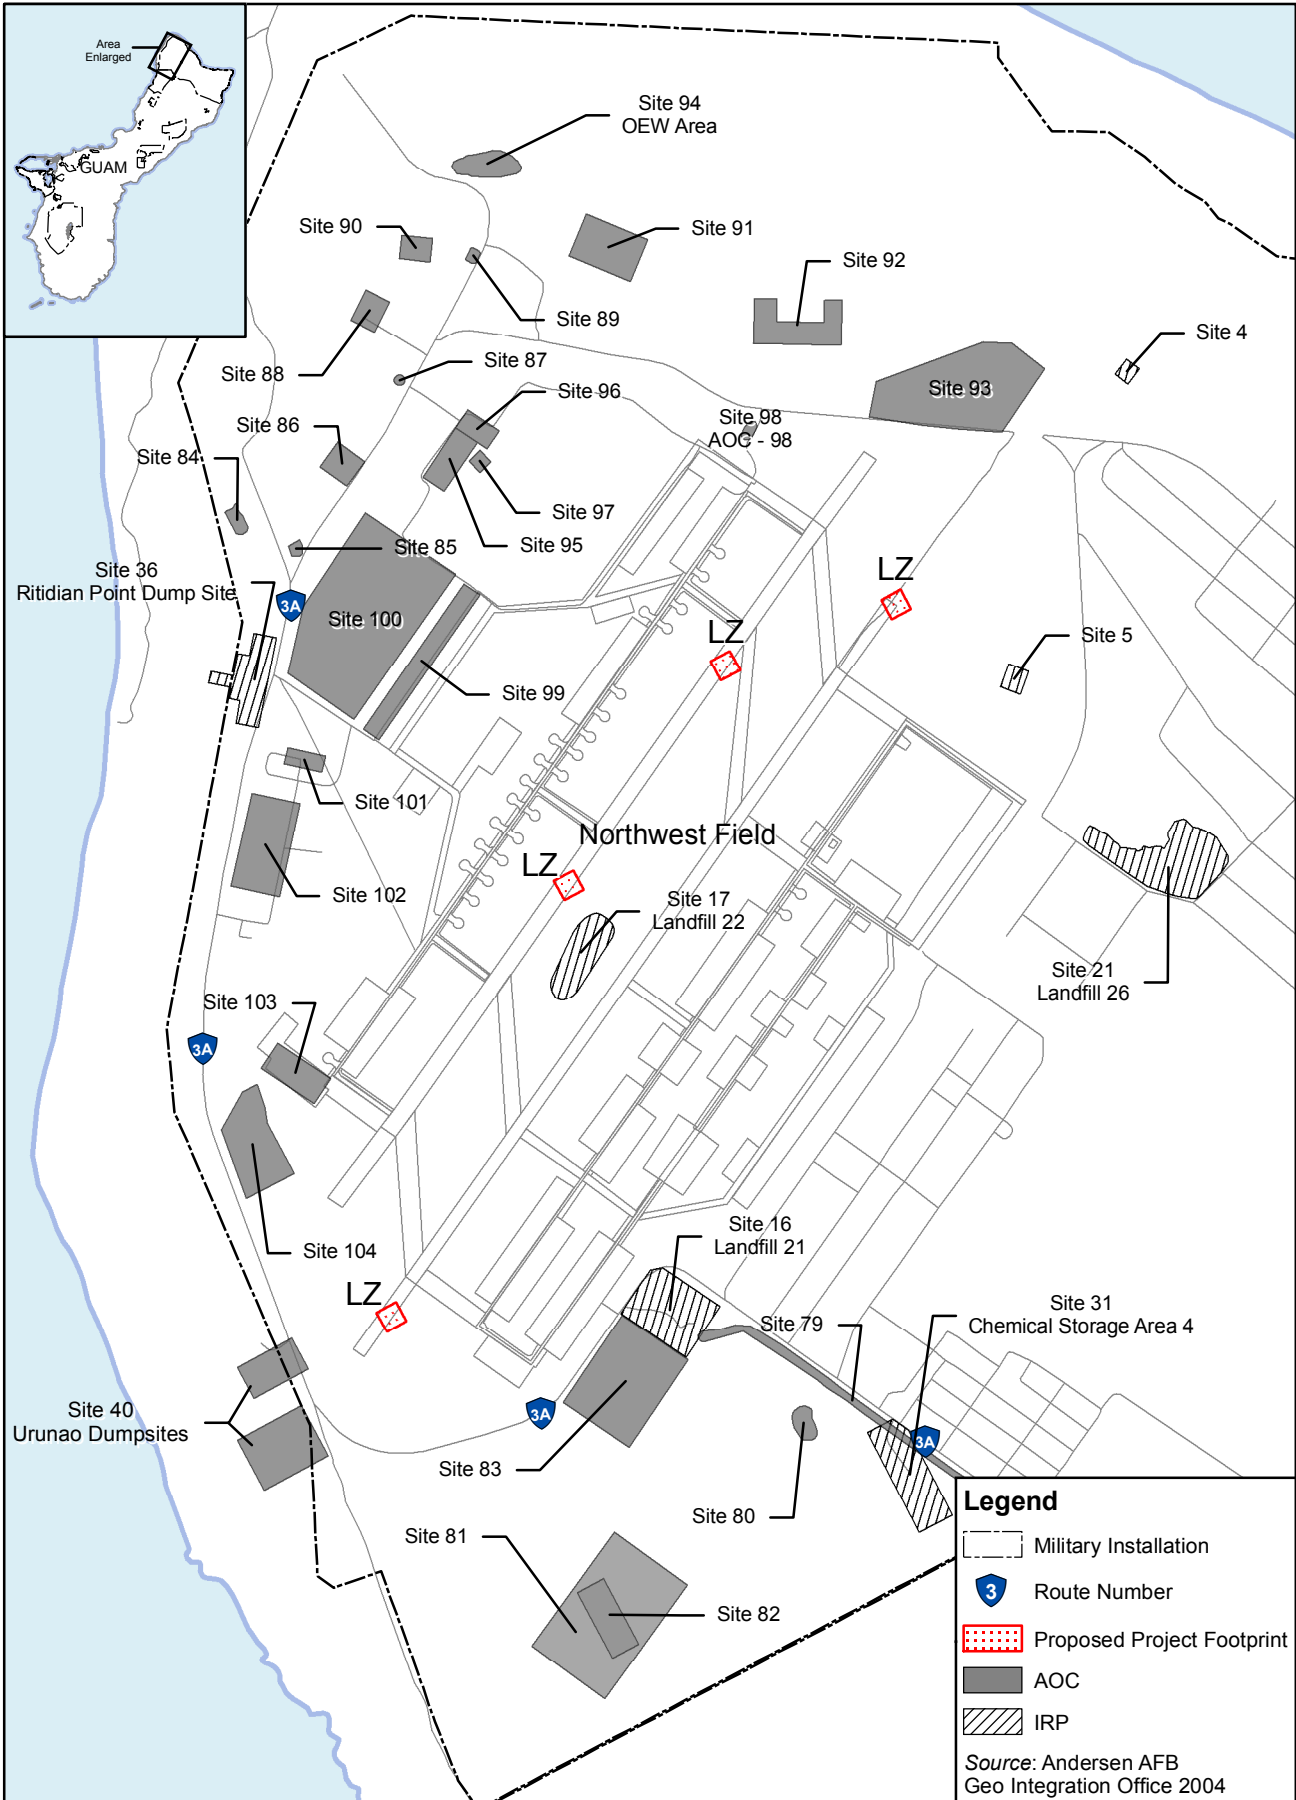 Area
Enlarged
GUAM
Site 94
OEW Area
Site 90
Site 91
Site 92
Site 89
Site 4
Site 88
Site 87
Site 96
Site 93
Site 86
Site 98
AOC - 98
Site 84
Site 97
Site 85
Site 95
Site 36
Ritidian Point Dump Site
3A
LZ
Site 100
LZ
Site 5
Site 99
Site 101
Northwest Field
LZ
Site 102
Site 17
Landfill 22
Site 21
Landfill 26
Site 103
3A
Site 104
Site 16
Landfill 21
LZ
Site 79
Site 31
Chemical Storage Area 4
Site 40
Urunao Dumpsites
3A
3A
Site 83
Site 80
Site 81
Site 82
Legend
Military Installation
3
Route Number
Proposed Project Footprint
AOC
IRP
Source: Andersen AFB
Geo Integration Office 2004